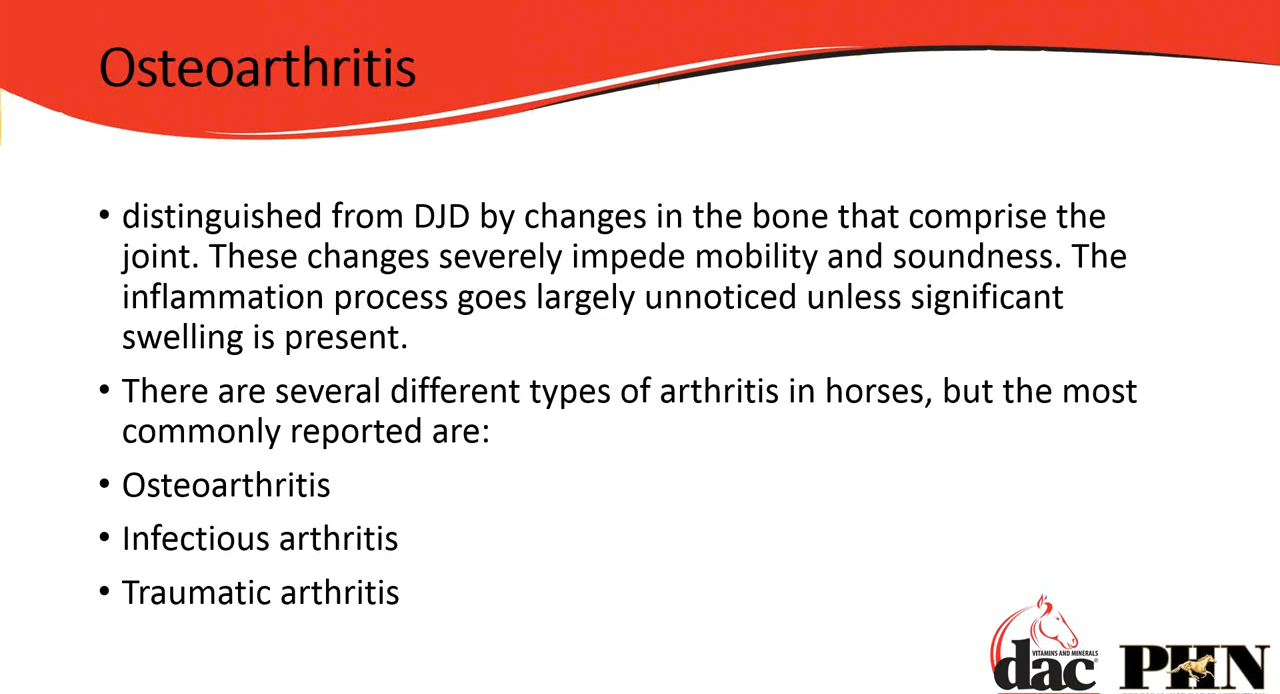 Osteoarthritis
• distinguished from DJD by changes in the bone that comprise the
joint. These changes severely impede mobility and soundness. The
inflammation process goes largely unnoticed unless significant
swelling is present.
• There are several different types of arthritis in horses, but the most
commonly reported are:
• Osteoarthritis
• Infectious arthritis
• Traumatic arthritis
VITAMINS AND MINERALS
dac®
PHN